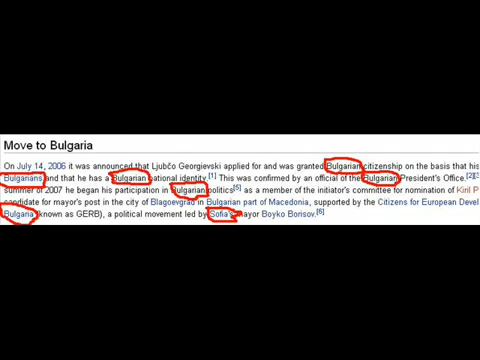 Move to Bulgaria
On July 14, 2006 it was announced that Ljubčo Georgievski applied for and was granted Bulgarian citizenship on the basis that his
Bulgarians and that he has a Bulgarian national identity.[1] This was confirmed by an official of the Bulgarian President's Office.[2][3
summer of 2007 he began his participation in Bulgarian politics[5] as a member of the initiator's committee for nomination of Kiril P
candidate for mayor's post in the city of Blagoevgrad in Bulgarian part of Macedonia, supported by the Citizens for European Devel
Bulgaria (known as GERB), a political movement led by Sofia's mayor Boyko Borisov.[6]